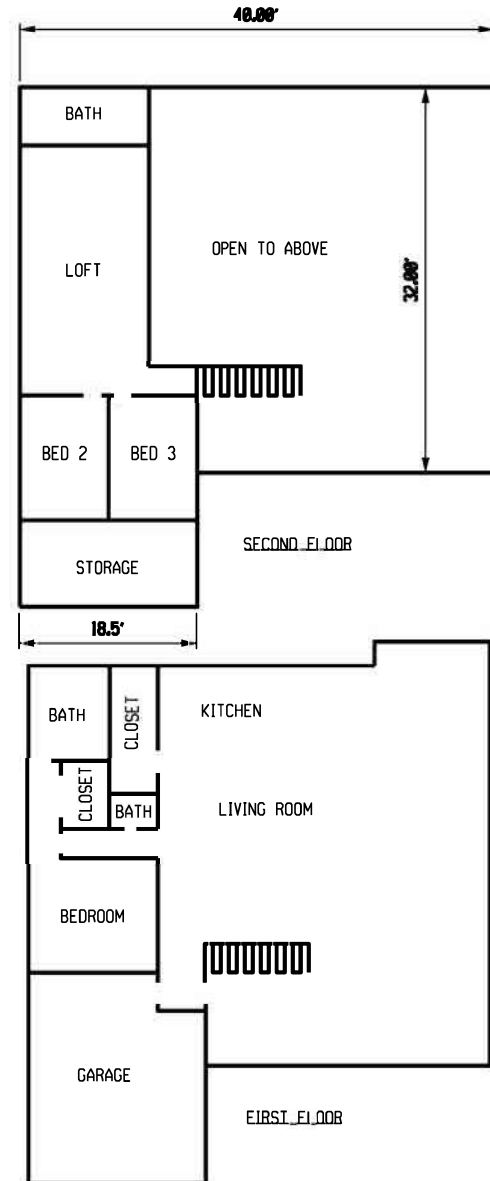 40.00'
BATH
LOFT
OPEN TO ABOVE
32.00'
BED 2
BED 3
STORAGE
SECOND FLOOR
18.5'
BATH
CLOSET
KITCHEN
CLOSET
BATH
LIVING ROOM
BEDROOM
GARAGE
FIRST FLOOR